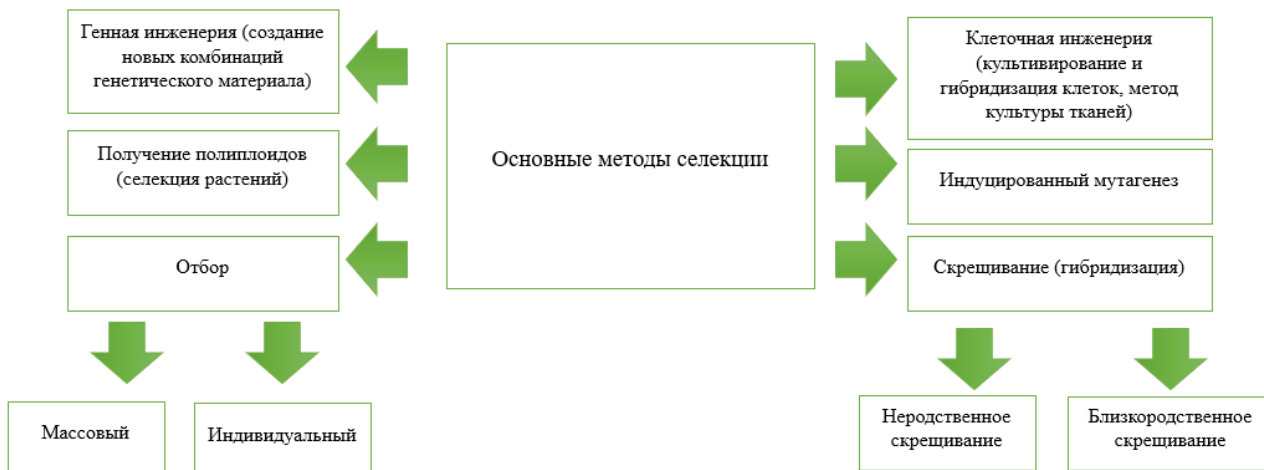 Генная инженерия (создание
новых комбинаций
генетического материала)
Получение полиплоидов
(селекция растений)
Отбор
Массовый
Индивидуальный
Основные методы селекции
Клеточная инженерия
(культивирование и
гибридизация клеток, метод
культуры тканей)
Индуцированный мутагенез
Скрещивание (гибридизация)
Неродственное
скрещивание
Близкородственное
скрещивание